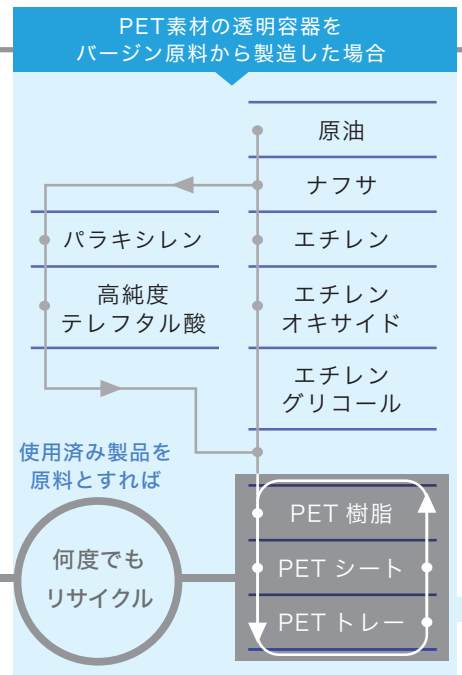 PET素材の透明容器を
バージン原料から製造した場合
原油
ナフサ
パラキシレン
エチレン
高純度
テレフタル酸
エチレン
オキサイド
エチレン
グリコール
使用済み製品を
原料とすれば
何度でも
リサイクル
PET 樹脂
PET シート
PET トレー